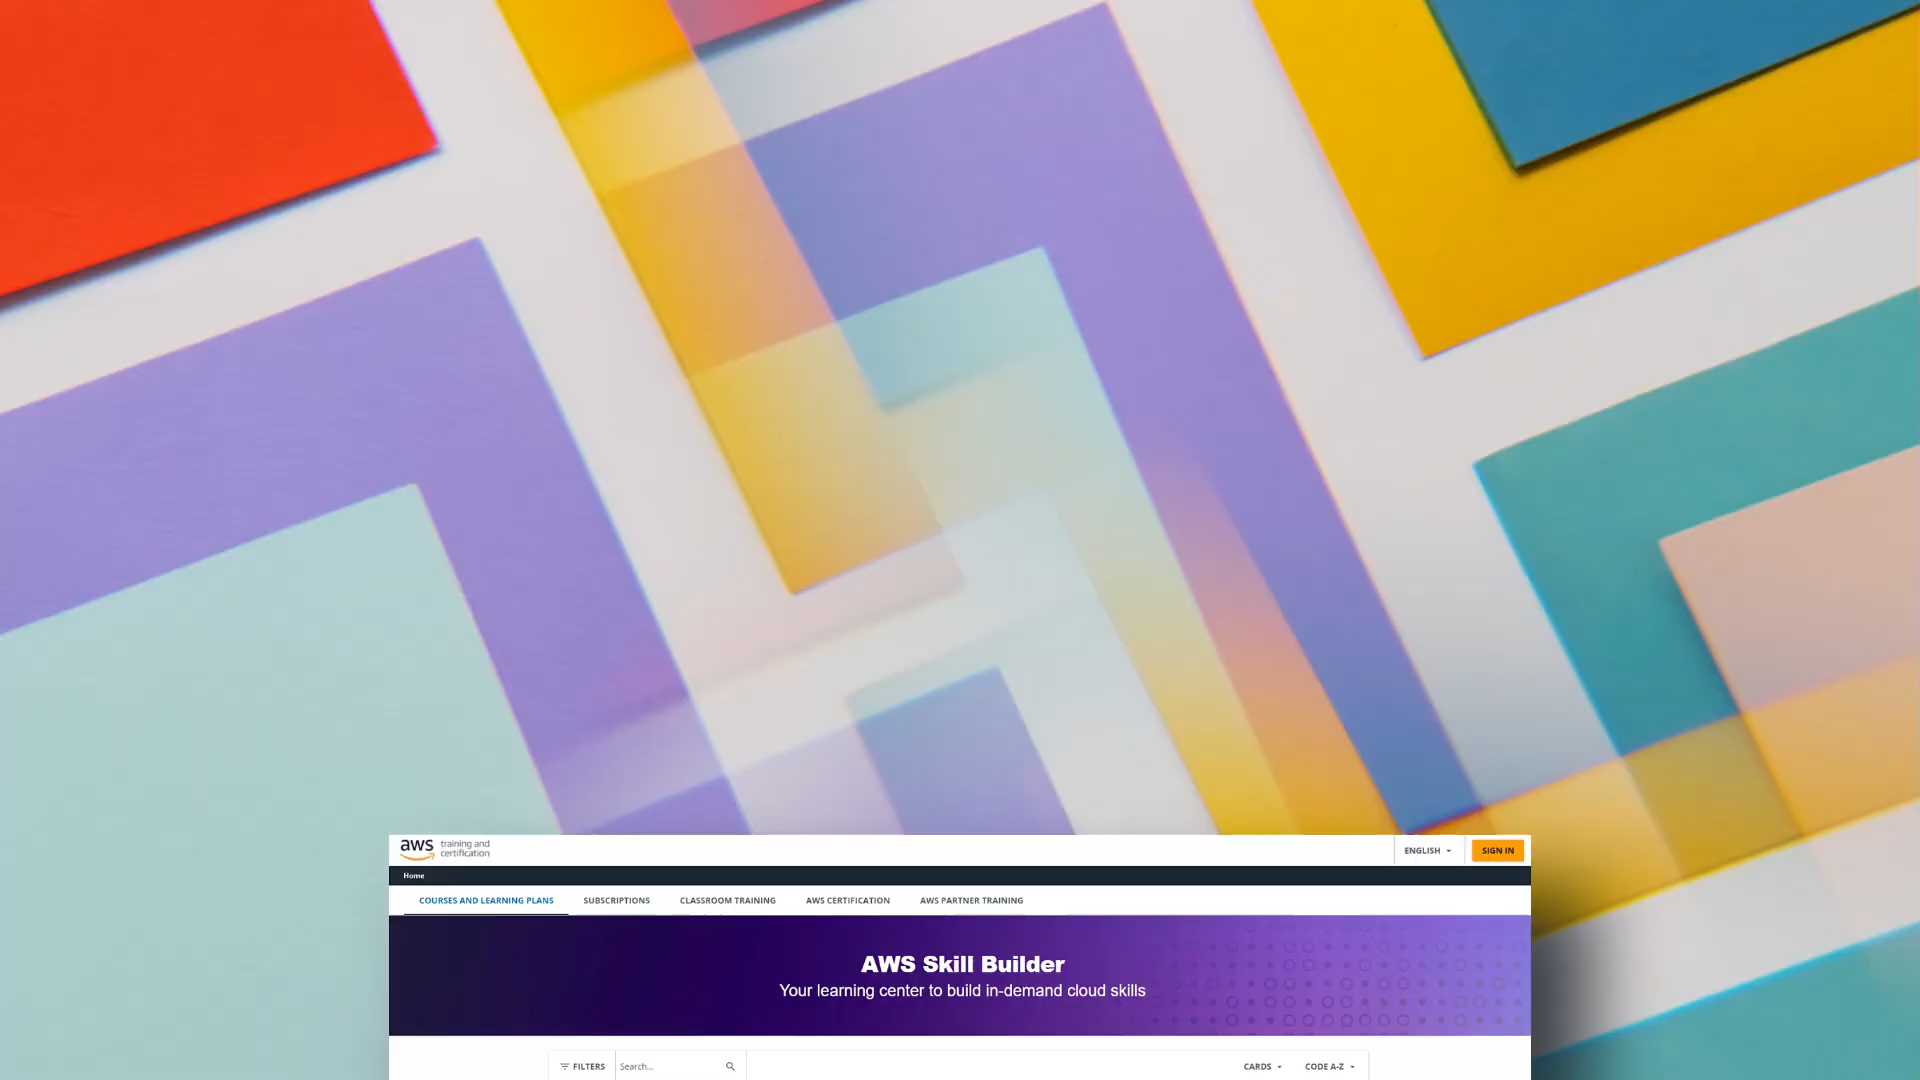 aws training and
certification
ENGLISH
SIGN IN
Home
COURSES AND LEARNING PLANS
SUBSCRIPTIONS
CLASSROOM TRAINING
AWS CERTIFICATION
AWS PARTNER TRAINING
AWS Skill Builder
Your learning center to build in-demand cloud skills
FILTERS
Search...
CARDS
CODE A-Z